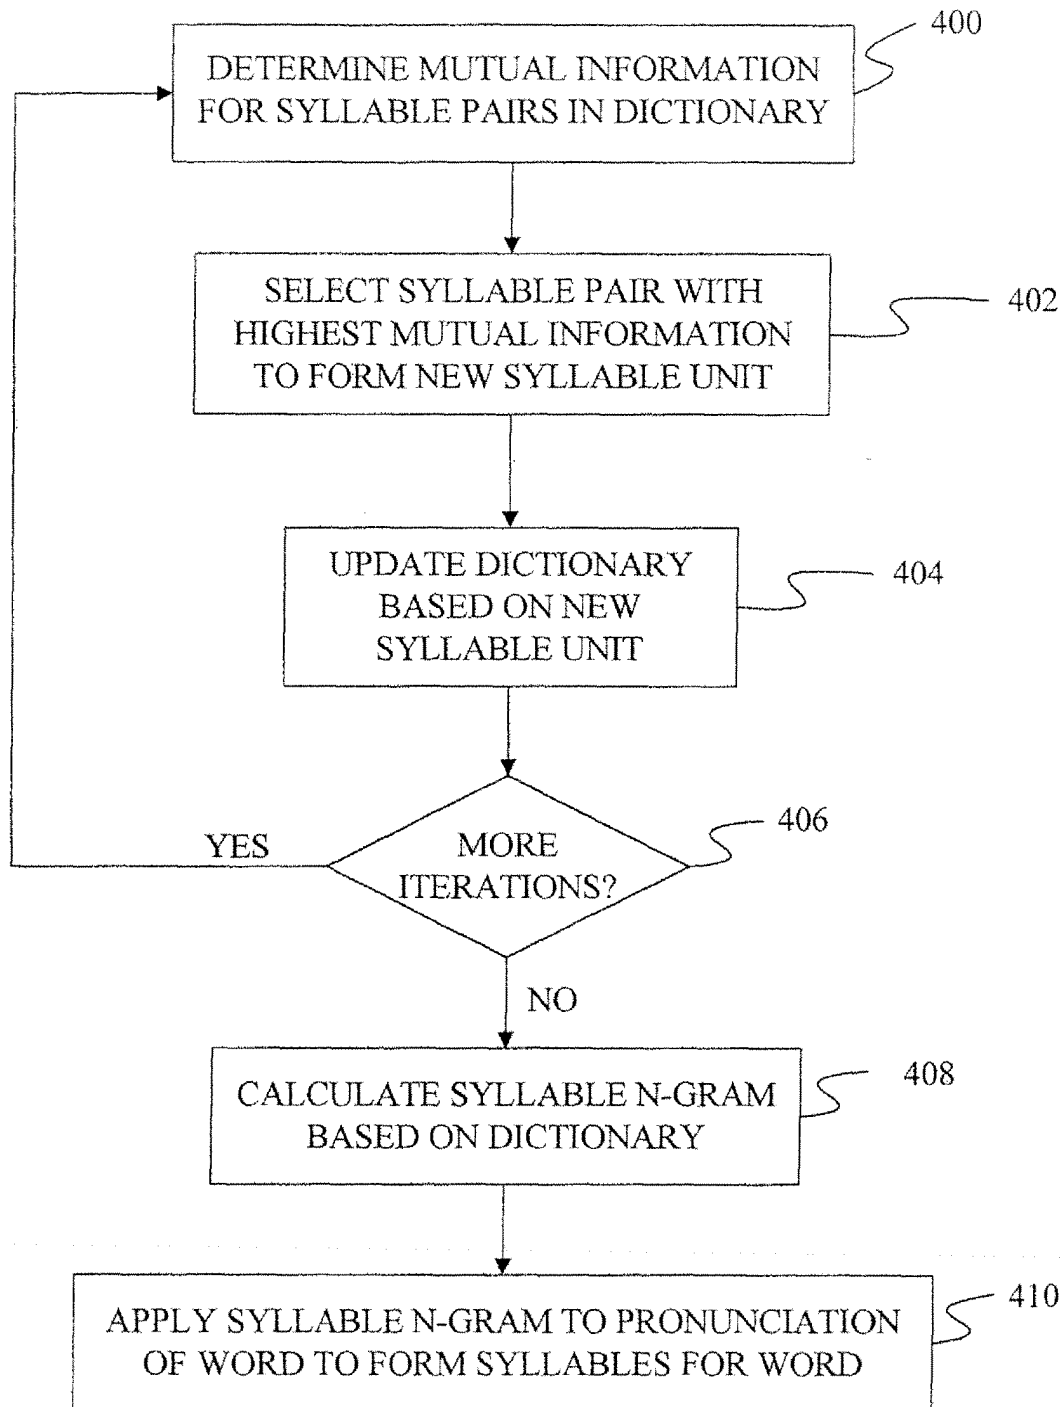 400
DETERMINE MUTUAL INFORMATION
FOR SYLLABLE PAIRS IN DICTIONARY
SELECT SYLLABLE PAIR WITH
HIGHEST MUTUAL INFORMATION
TO FORM NEW SYLLABLE UNIT
402
UPDATE DICTIONARY
BASED ON NEW
SYLLABLE UNIT
404
YES
MORE
ITERATIONS?
406
NO
CALCULATE SYLLABLE N-GRAM
BASED ON DICTIONARY
408
APPLY SYLLABLE N-GRAM TO PRONUNCIATION
OF WORD TO FORM SYLLABLES FOR WORD
410